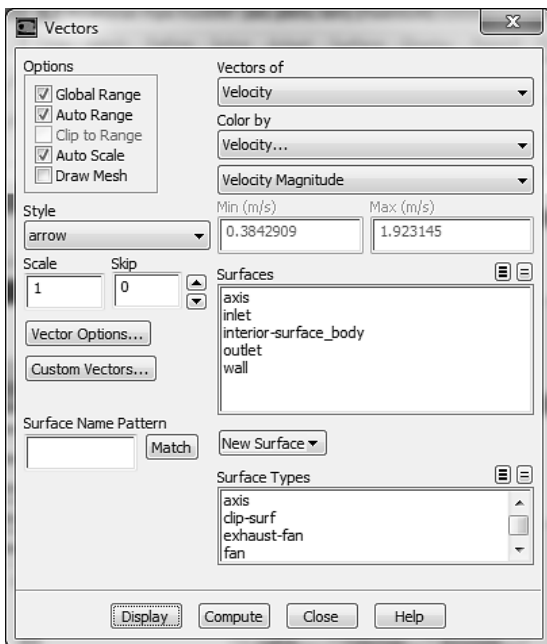 Vectors
Options
Global Range
Auto Range
Clip to Range
Auto Scale
Draw Mesh
Style
arrow
Scale Skip
1 0
Vector Options...
Custom Vectors...
Surface Name Pattern
Match
Vectors of
Velocity
Color by
Velocity...
Velocity Magnitude
Min (m/s) Max (m/s)
0.3842909 1.923145
Surfaces
axis
inlet
interior-surface_body
outlet
wall
New Surface
Surface Types
axis
clip-surf
exhaust-fan
fan
Display Compute Close Help